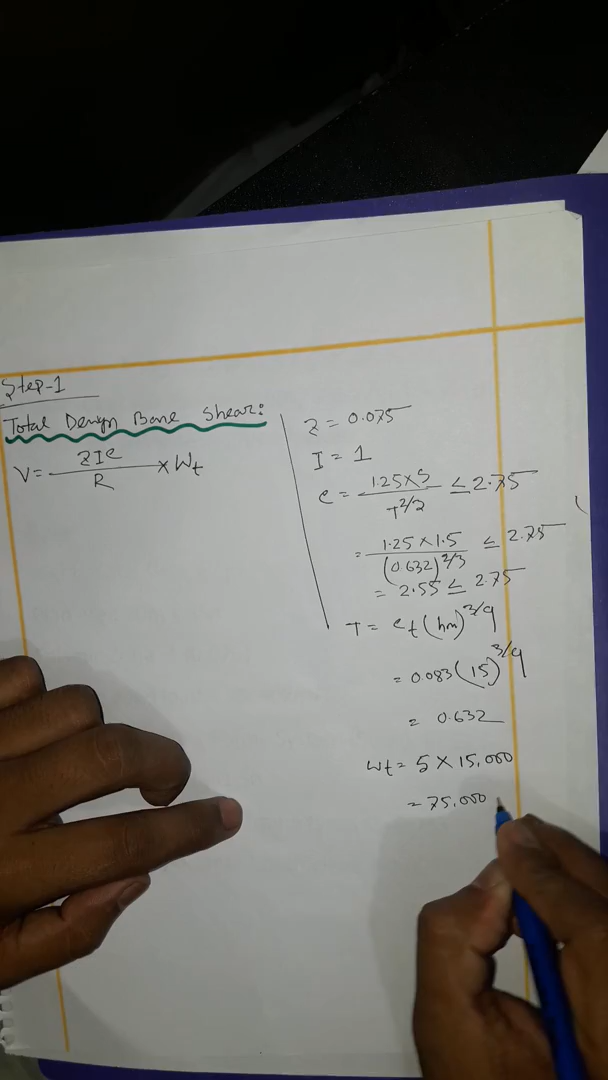 Step-1
Total Design Base Shear:
V = ZIC / R × Wt
Z = 0.075
I = 1
C = 1.25×S / T^2/2 ≤ 2.75
= 1.25 × 1.5 / (0.632)^2/3 ≤ 2.75
= 2.55 ≤ 2.75
T = Ct (hn)^3/4
= 0.083 (15)^3/4
= 0.632
Wt = 5 × 15,000
= 75,000